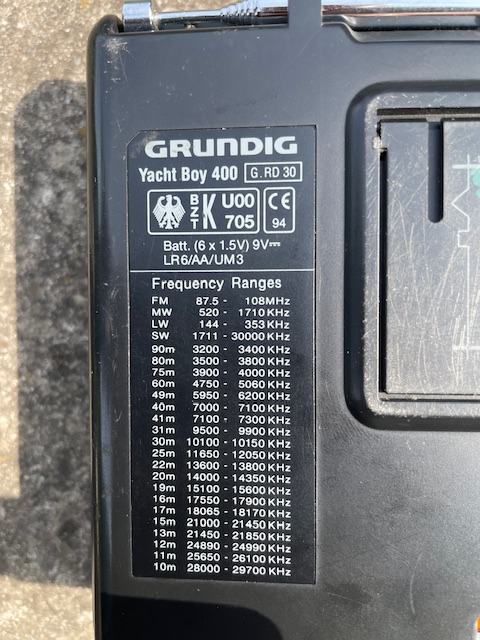 GRUNDIG
Yacht Boy 400 G.RD 30
BZT K U00 705 CE 94
Batt. (6 x 1.5V) 9V⎓
LR6/AA/UM3
Frequency Ranges
FM 87.5 - 108MHz
MW 520 - 1710KHz
LW 144 - 353KHz
SW 1711 - 30000KHz
90m 3200 - 3400KHz
80m 3500 - 3800KHz
75m 3900 - 4000KHz
60m 4750 - 5060KHz
49m 5950 - 6200KHz
40m 7000 - 7100KHz
41m 7100 - 7300KHz
31m 9500 - 9900KHz
30m 10100 - 10150KHz
25m 11650 - 12050KHz
22m 13600 - 13800KHz
20m 14000 - 14350KHz
19m 15100 - 15600KHz
16m 17550 - 17900KHz
17m 18065 - 18170KHz
15m 21000 - 21450KHz
13m 21450 - 21850KHz
12m 24890 - 24990KHz
11m 25650 - 26100KHz
10m 28000 - 29700KHz